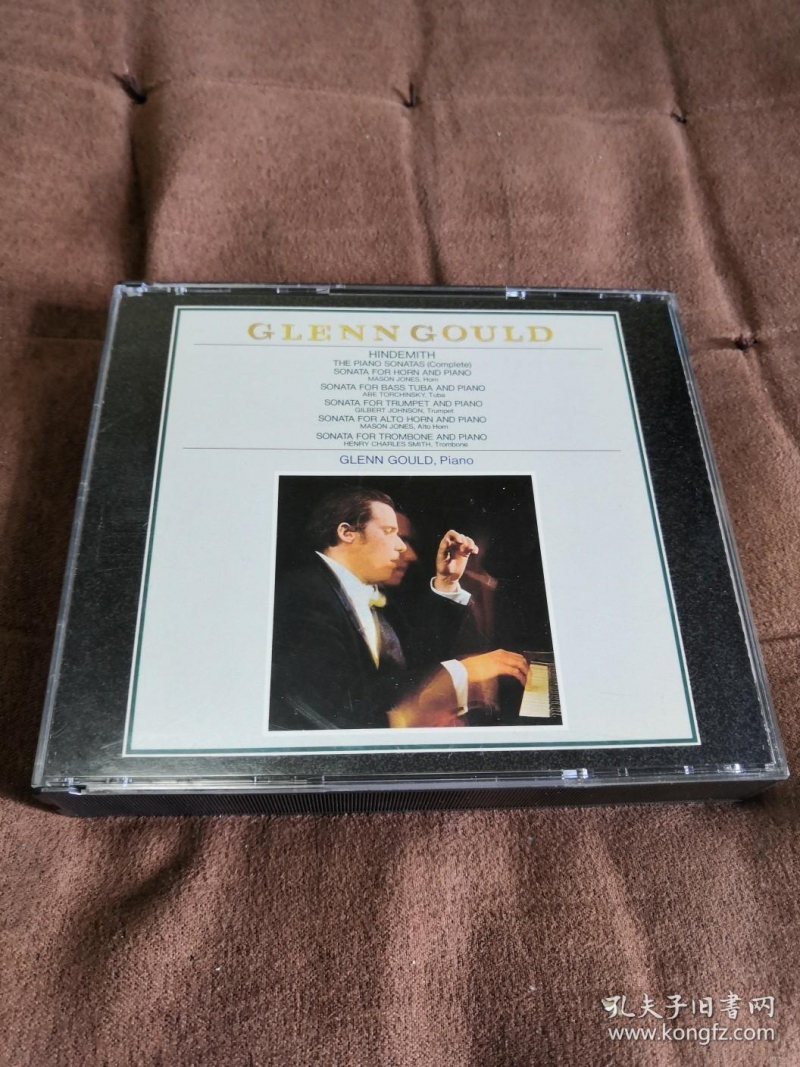 GLENN GOULD
HINDEMITH
THE PIANO SONATAS (Complete)
SONATA FOR HORN AND PIANO
MASON JONES, Horn
SONATA FOR BASS TUBA AND PIANO
ABE TORCHINSKY, Tuba
SONATA FOR TRUMPET AND PIANO
GILBERT JOHNSON, Trumpet
SONATA FOR ALTO HORN AND PIANO
MASON JONES, Alto Horn
SONATA FOR TROMBONE AND PIANO
HENRY CHARLES SMITH, Trombone
GLENN GOULD, Piano
孔夫子旧书网
www.kongfz.com